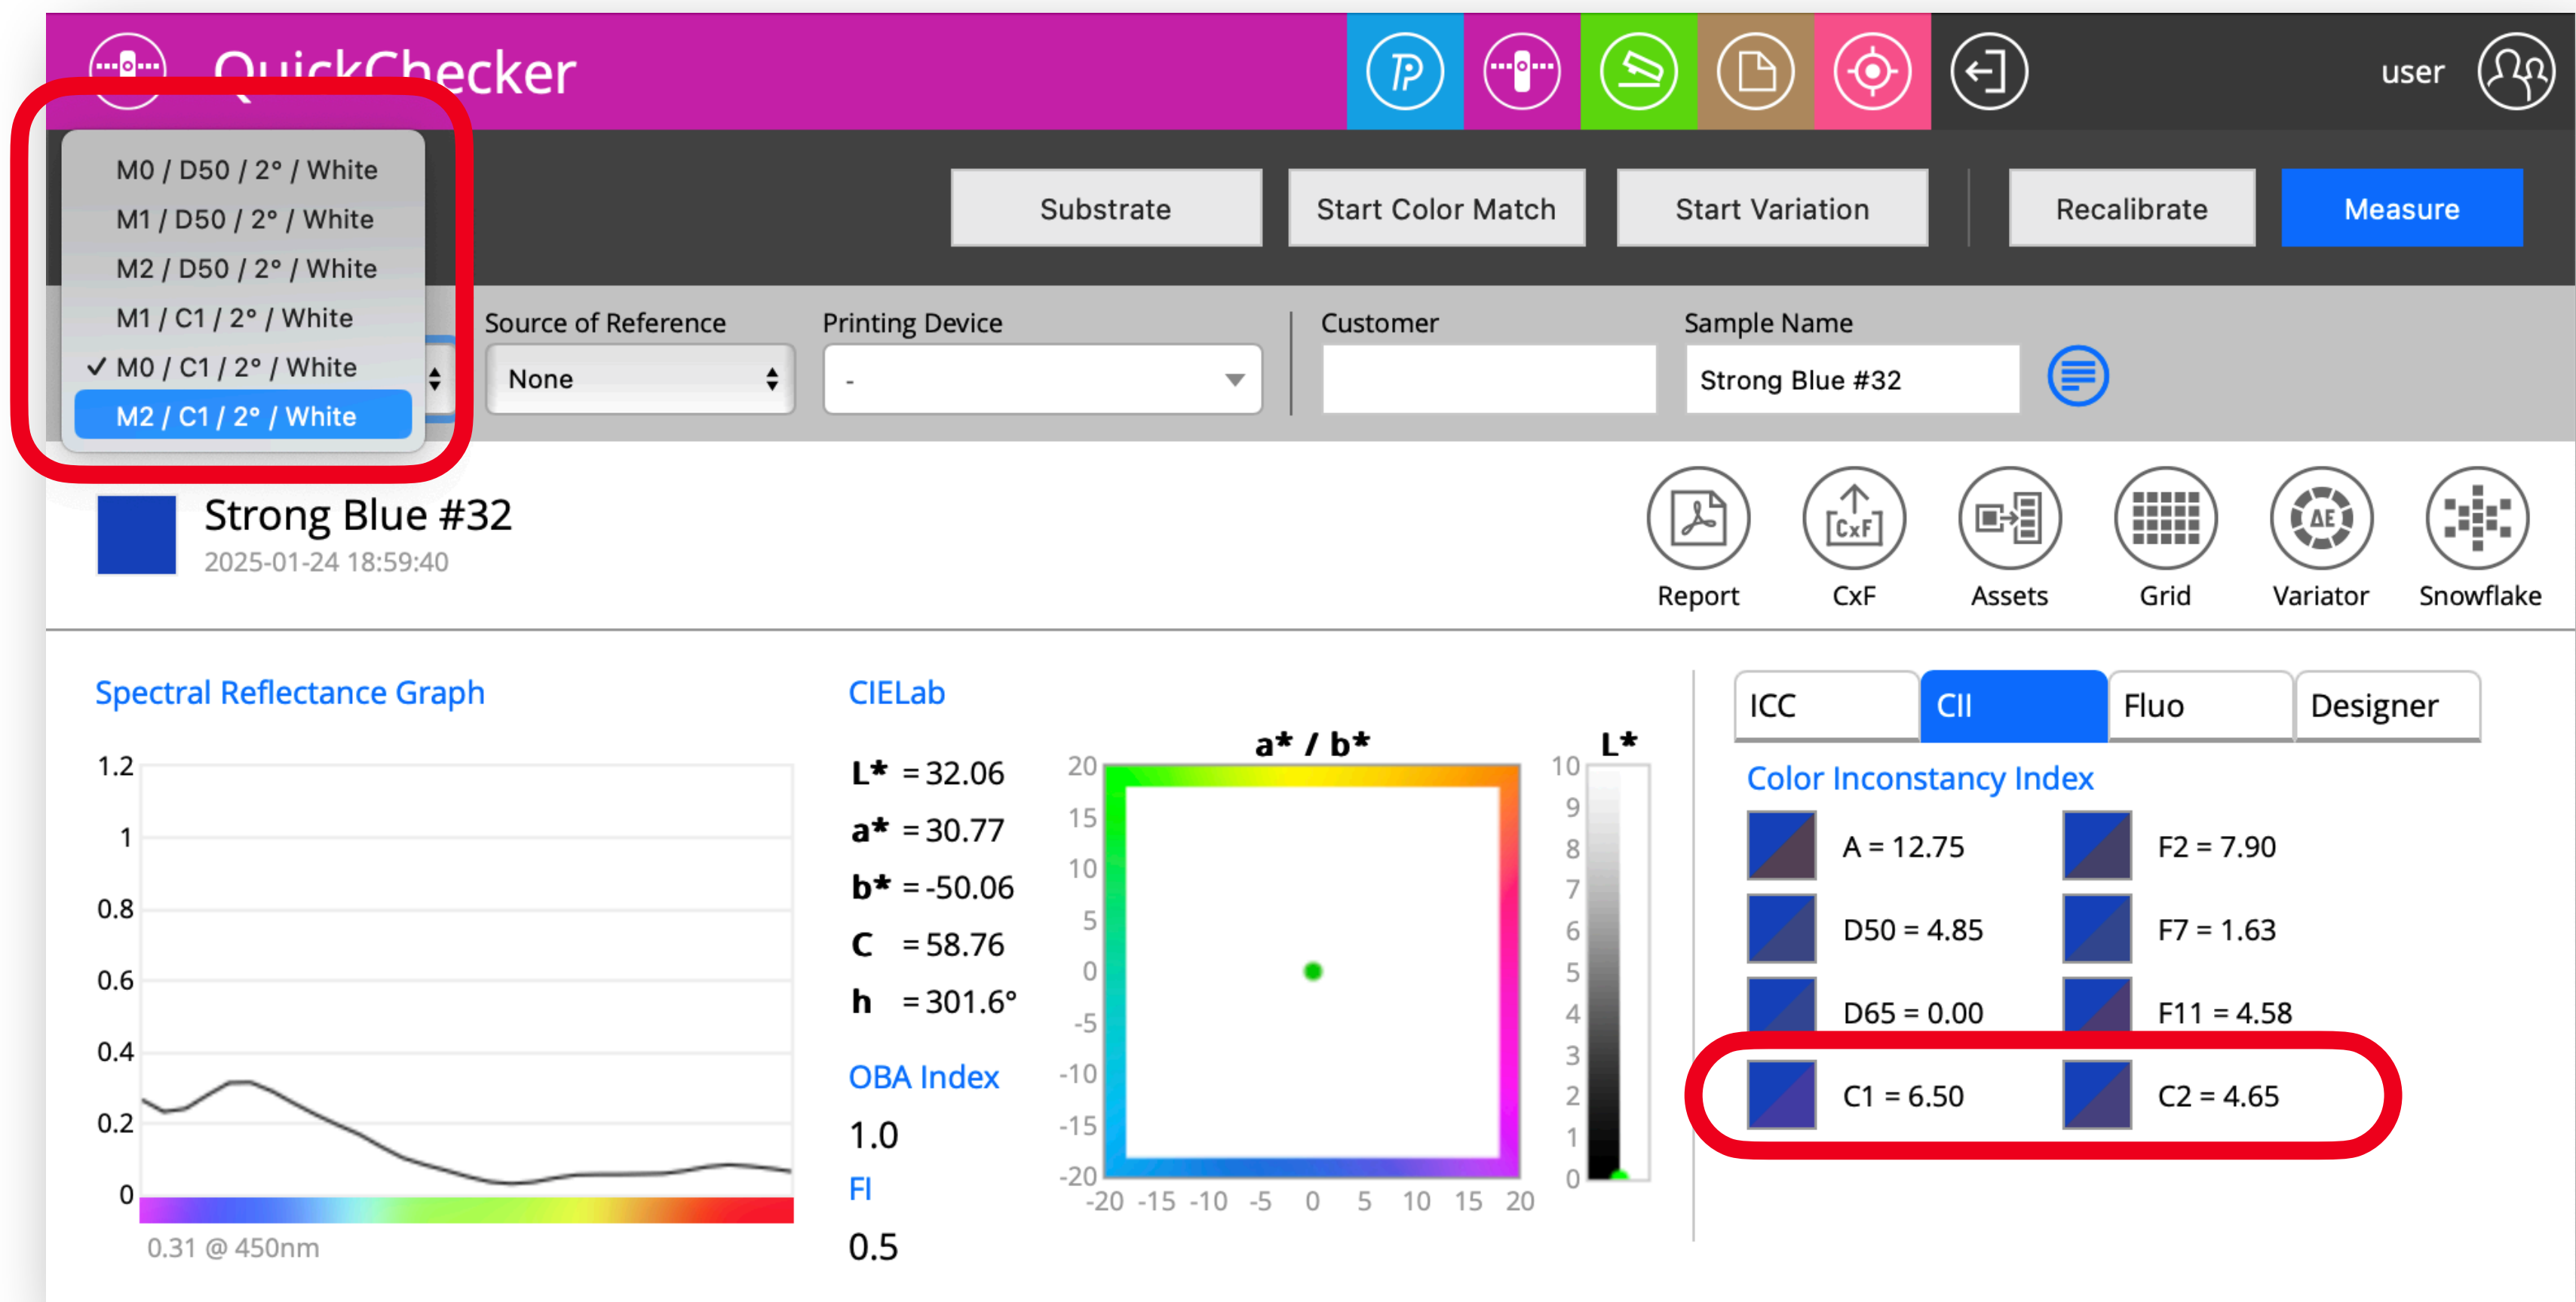 QuickChecker
user
M0 / D50 / 2° / White
M1 / D50 / 2° / White
M2 / D50 / 2° / White
M1 / C1 / 2° / White
✓ M0 / C1 / 2° / White
M2 / C1 / 2° / White
Substrate
Start Color Match
Start Variation
Recalibrate
Measure
Source of Reference
None
Printing Device
-
Customer
Sample Name
Strong Blue #32
Strong Blue #32
2025-01-24 18:59:40
CxF
ΔE
Report
CxF
Assets
Grid
Variator
Snowflake
Spectral Reflectance Graph
1.2
1
0.8
0.6
0.4
0.2
0
0.31 @ 450nm
CIELab
L* = 32.06
a* = 30.77
b* = -50.06
C = 58.76
h = 301.6°
OBA Index
1.0
FI
0.5
a* / b*
20
15
10
5
0
-5
-10
-15
-20
-20 -15 -10 -5 0 5 10 15 20
L*
10
9
8
7
6
5
4
3
2
1
0
ICC
CII
Fluo
Designer
Color Inconstancy Index
A = 12.75
F2 = 7.90
D50 = 4.85
F7 = 1.63
D65 = 0.00
F11 = 4.58
C1 = 6.50
C2 = 4.65